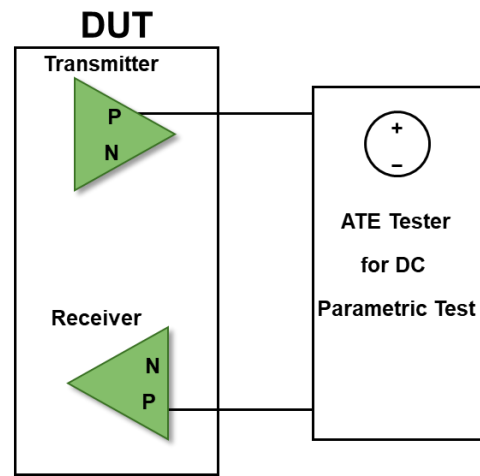 DUT
Transmitter
P
N
+
−
ATE Tester
for DC
Parametric Test
Receiver
N
P